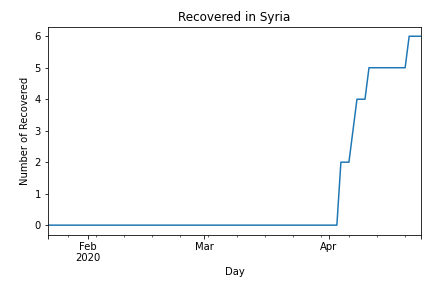 Recovered in Syria
6
5
4
3
2
1
0
Number of Recovered
Feb
2020
Mar
Apr
Day